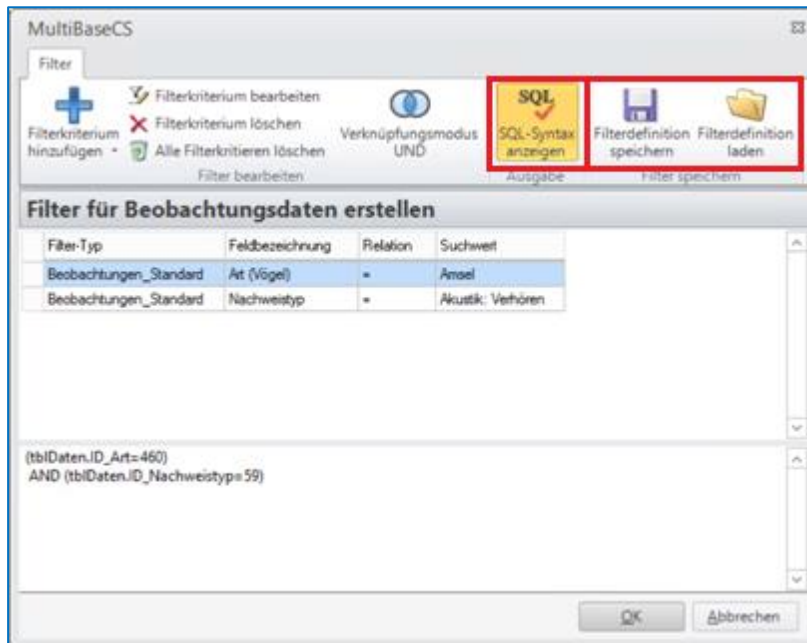 MultiBaseCS
Filter
Filterkriterium hinzufügen
Filterkriterium bearbeiten
Filterkriterium löschen
Alle Filterkritieren löschen
Verknüpfungsmodus UND
SQL
SQL-Syntax anzeigen
Filterdefinition speichern
Filterdefinition laden
Filter bearbeiten
Ausgabe
Filter speichern
Filter für Beobachtungsdaten erstellen
Filter-Typ Feldbezeichnung Relation Suchwert
Beobachtungen_Standard Art (Vögel) = Amsel
Beobachtungen_Standard Nachweistyp = Akustik: Verhören
(tblDaten.ID_Art=460)
AND (tblDaten.ID_Nachweistyp=59)
OK Abbrechen